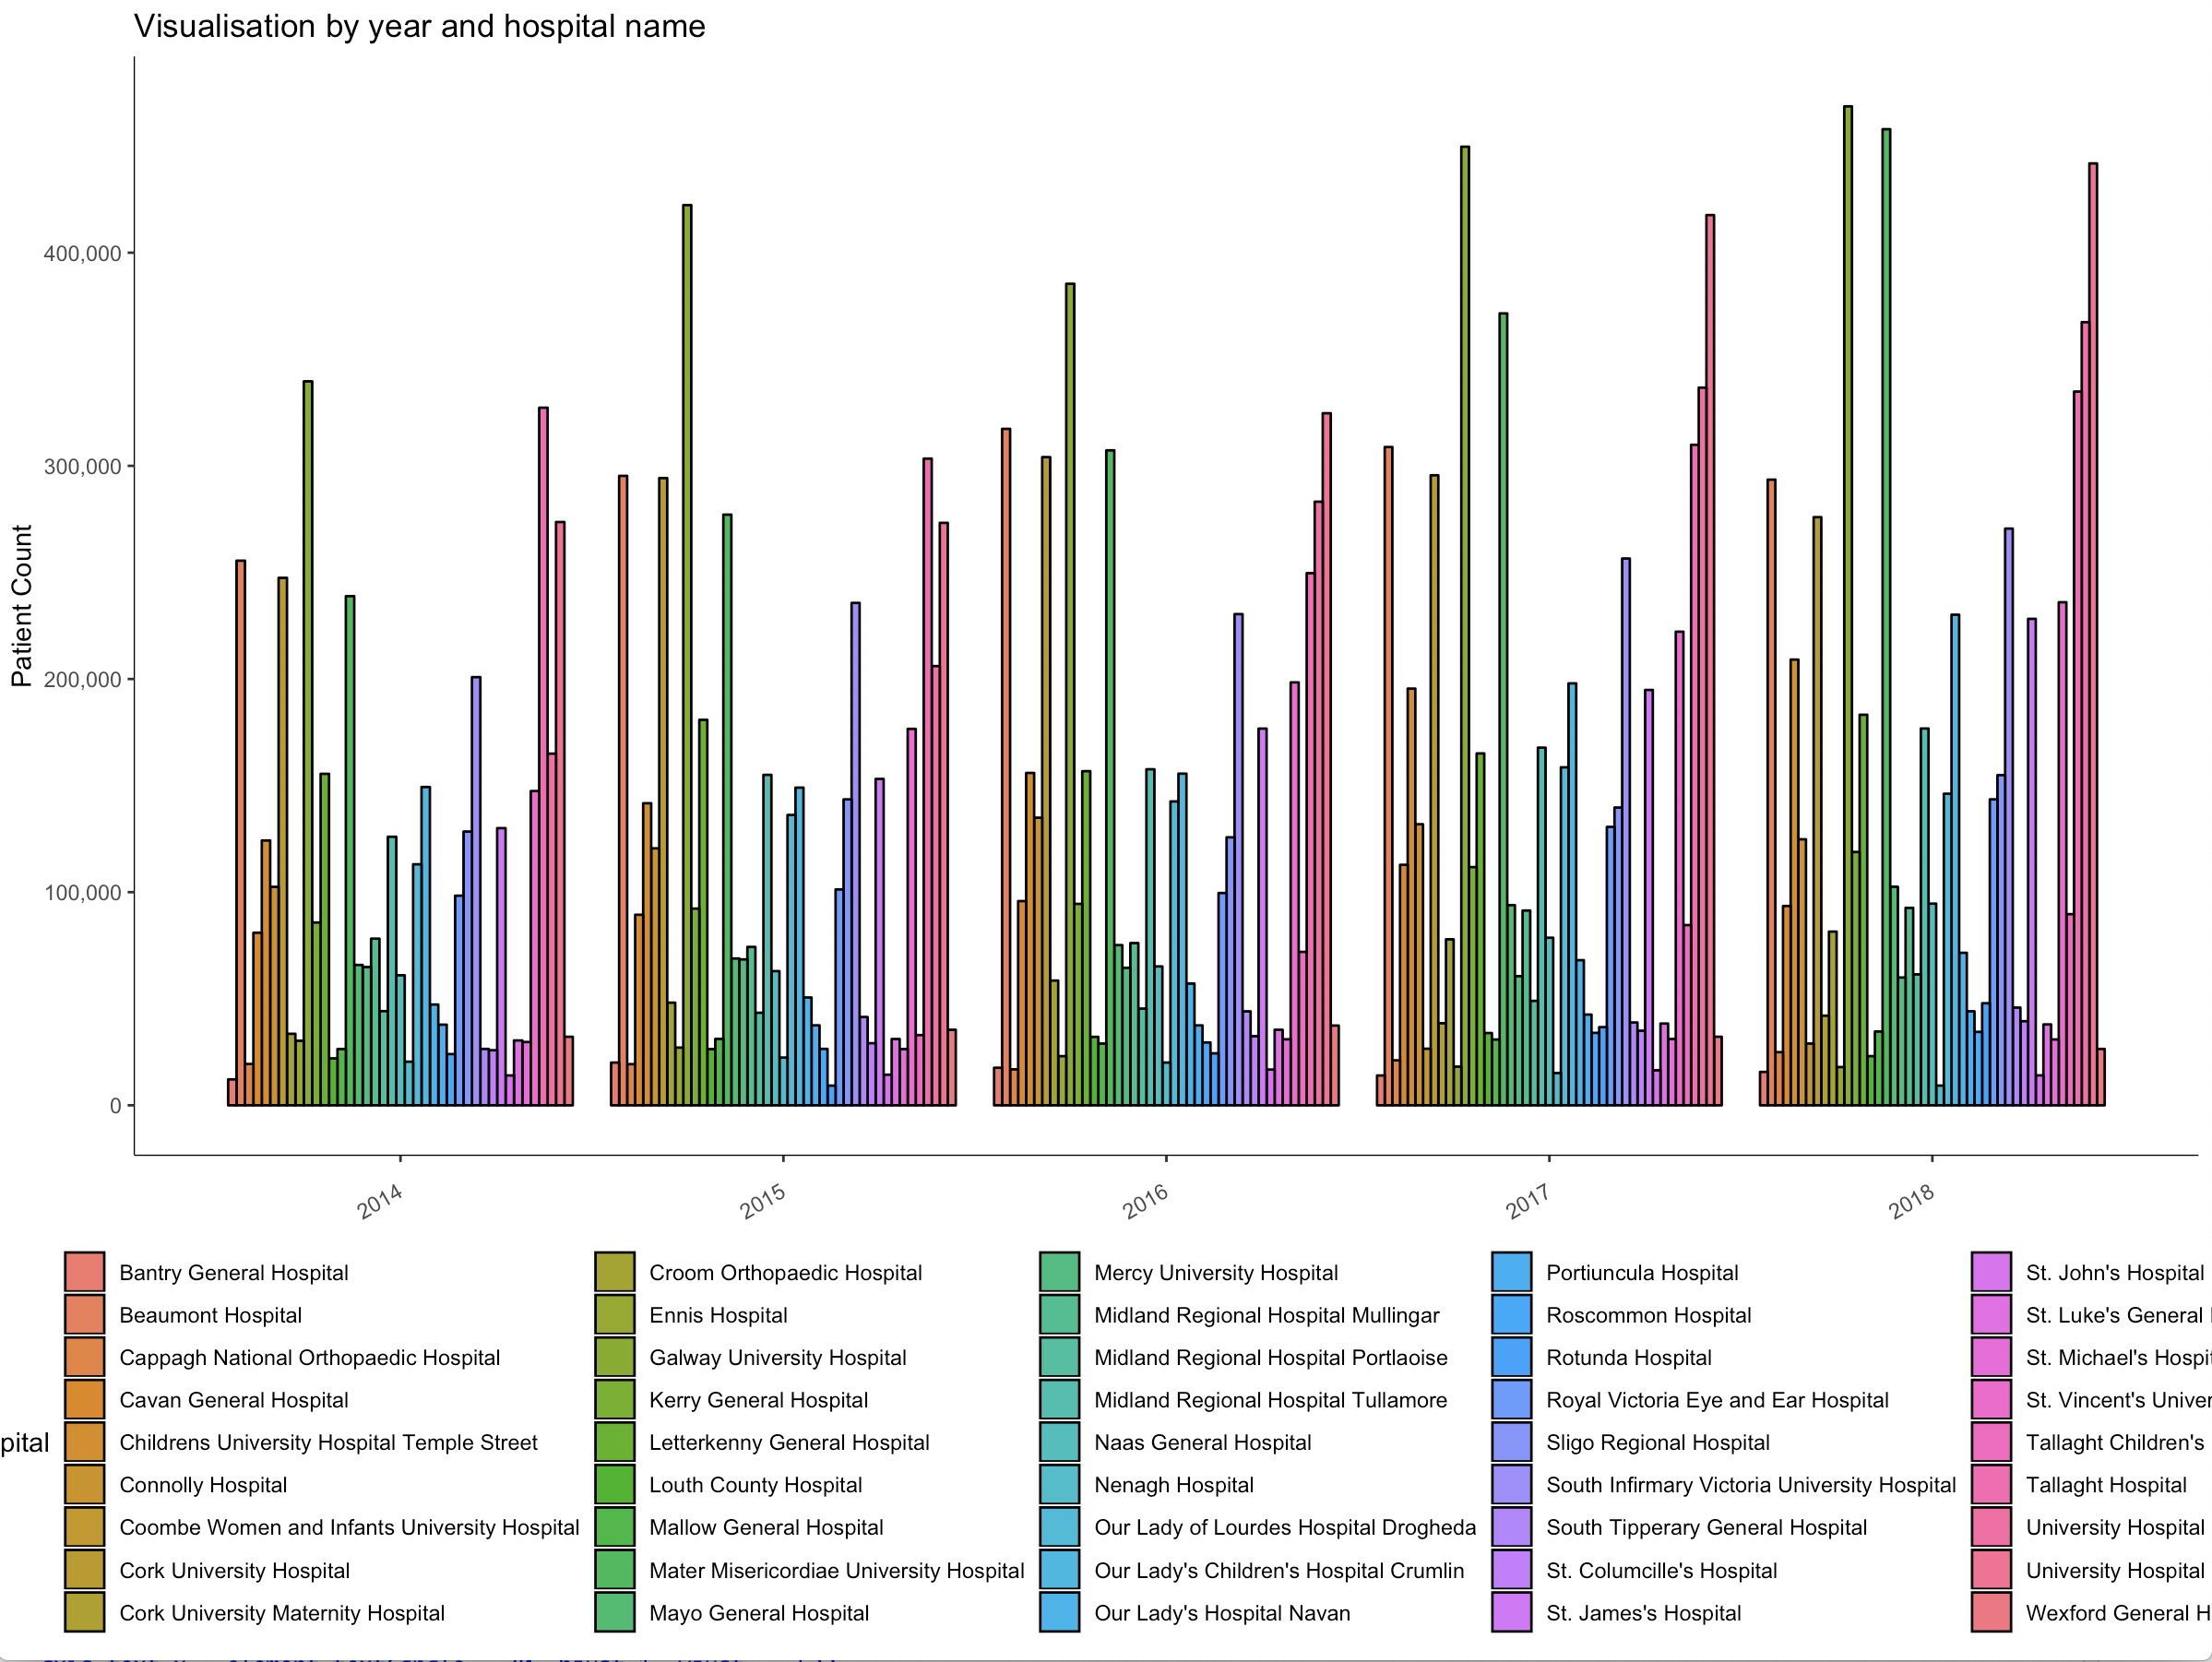 Visualisation by year and hospital name
Patient Count
400,000
300,000
200,000
100,000
0
2014
2015
2016
2017
2018
pital
Bantry General Hospital
Beaumont Hospital
Cappagh National Orthopaedic Hospital
Cavan General Hospital
Childrens University Hospital Temple Street
Connolly Hospital
Coombe Women and Infants University Hospital
Cork University Hospital
Cork University Maternity Hospital
Croom Orthopaedic Hospital
Ennis Hospital
Galway University Hospital
Kerry General Hospital
Letterkenny General Hospital
Louth County Hospital
Mallow General Hospital
Mater Misericordiae University Hospital
Mayo General Hospital
Mercy University Hospital
Midland Regional Hospital Mullingar
Midland Regional Hospital Portlaoise
Midland Regional Hospital Tullamore
Naas General Hospital
Nenagh Hospital
Our Lady of Lourdes Hospital Drogheda
Our Lady's Children's Hospital Crumlin
Our Lady's Hospital Navan
Portiuncula Hospital
Roscommon Hospital
Rotunda Hospital
Royal Victoria Eye and Ear Hospital
Sligo Regional Hospital
South Infirmary Victoria University Hospital
South Tipperary General Hospital
St. Columcille's Hospital
St. James's Hospital
St. John's Hospital
St. Luke's General
St. Michael's Hospi
St. Vincent's Univer
Tallaght Children's
Tallaght Hospital
University Hospital
University Hospital
Wexford General H